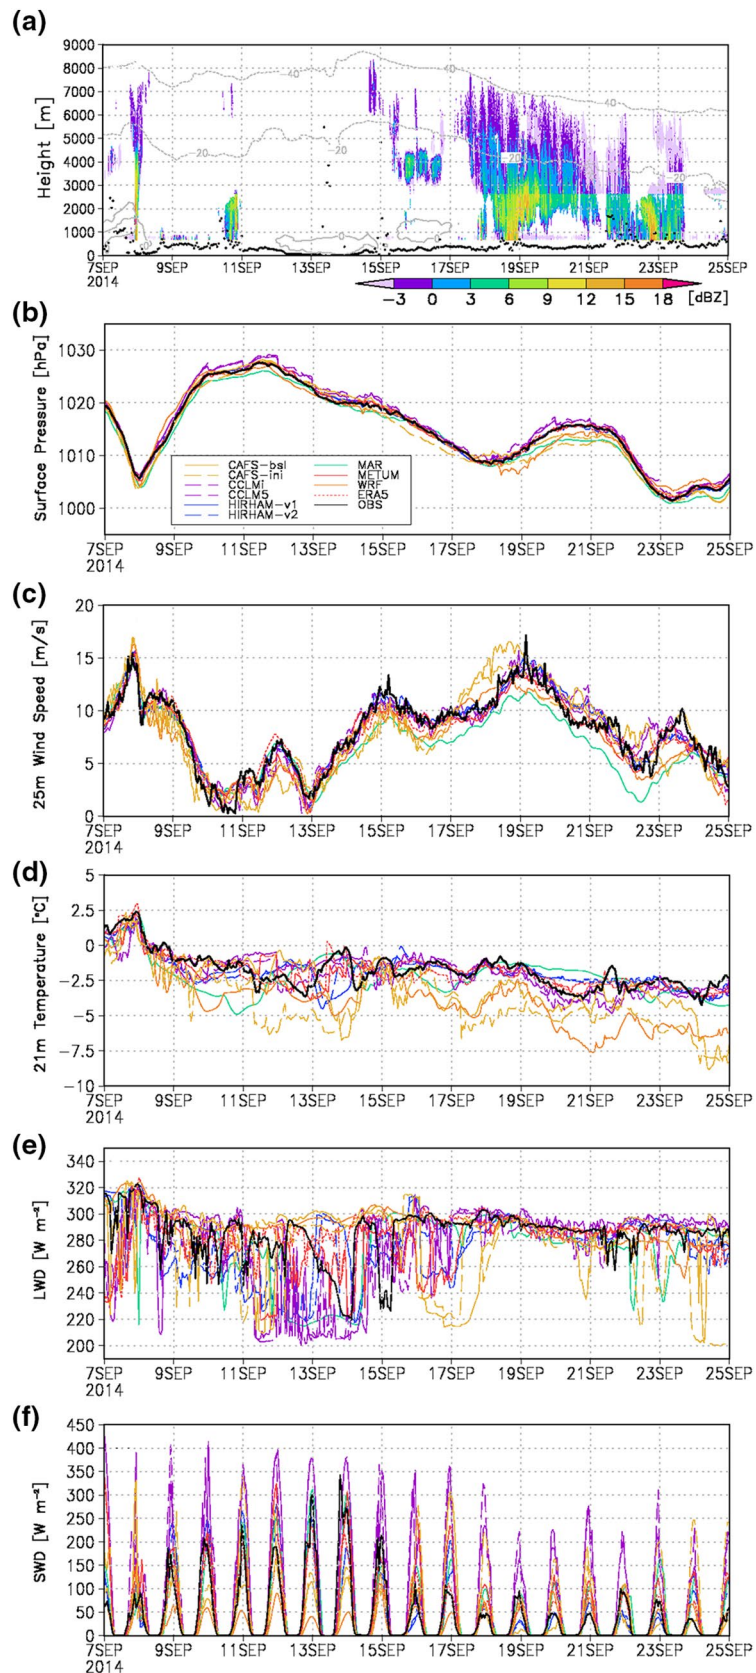 (a)
9000
8000
7000
6000
5000
4000
3000
2000
1000
0
Height [m]
-40
-40
-40
-20
-20
-20
-20
0
7SEP 9SEP 11SEP 13SEP 15SEP 17SEP 19SEP 21SEP 23SEP 25SEP
2014
-3 0 3 6 9 12 15 18 [dBZ]
(b)
Surface Pressure [hPa]
1030
1020
1010
1000
CAFS-bsl MAR
CAFS-ini METUM
CCLMi WRF
CCLM5 ERA5
HIRHAM-v1 OBS
HIRHAM-v2
7SEP 9SEP 11SEP 13SEP 15SEP 17SEP 19SEP 21SEP 23SEP 25SEP
2014
(c)
25m Wind Speed [m/s]
20
15
10
5
0
7SEP 9SEP 11SEP 13SEP 15SEP 17SEP 19SEP 21SEP 23SEP 25SEP
2014
(d)
21m Temperature [°C]
5
2.5
0
-2.5
-5
-7.5
-10
7SEP 9SEP 11SEP 13SEP 15SEP 17SEP 19SEP 21SEP 23SEP 25SEP
2014
(e)
LWD [W m⁻²]
340
320
300
280
260
240
220
200
7SEP 9SEP 11SEP 13SEP 15SEP 17SEP 19SEP 21SEP 23SEP 25SEP
2014
(f)
SWD [W m⁻²]
450
400
350
300
250
200
150
100
50
0
7SEP 9SEP 11SEP 13SEP 15SEP 17SEP 19SEP 21SEP 23SEP 25SEP
2014